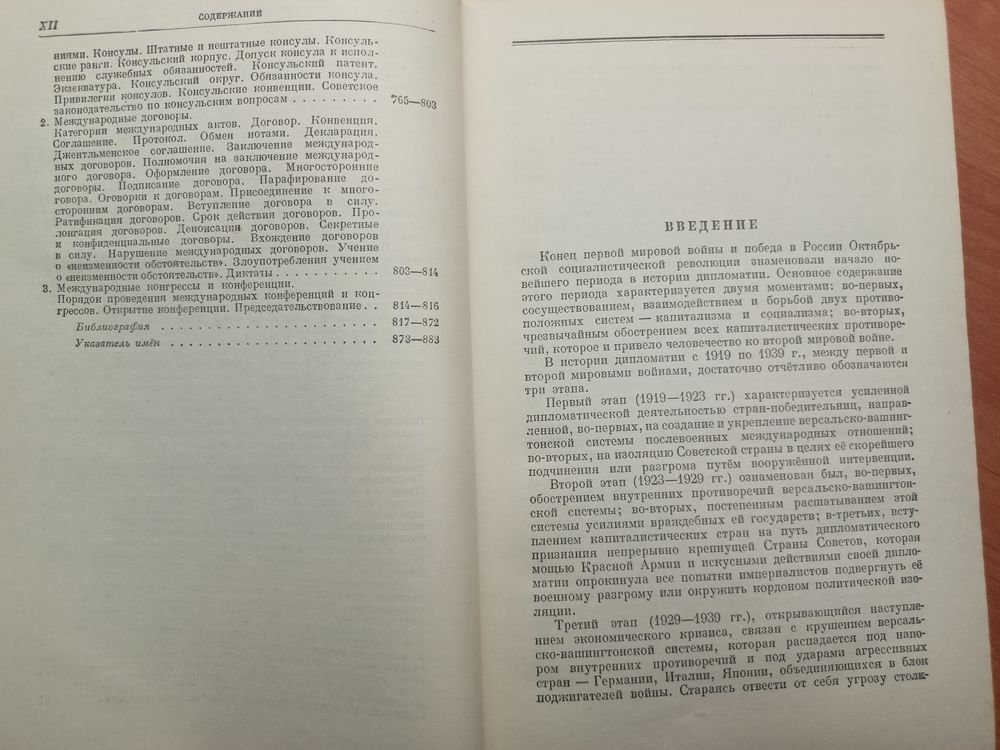 XII
СОДЕРЖАНИЕ
ниями. Консулы. Штатные и нештатные консулы. Консуль-
ские ранги. Консульский корпус. Допуск консула к испол-
нению служебных обязанностей. Консульский патент.
Экзекватура. Консульский округ. Обязанности консула.
Привилегии консулов. Консульские конвенции. Советское
законодательство по консульским вопросам . . . . . . . . . 765—803
2. Международные договоры.
Категории международных актов. Договор. Конвенция.
Соглашение. Протокол. Обмен нотами. Декларация.
Джентльменское соглашение. Заключение международ-
ных договоров. Полномочия на заключение международ-
ного договора. Оформление договора. Многосторонние
договоры. Подписание договора. Парафирование до-
говора. Оговорки к договорам. Присоединение к много-
сторонним договорам. Вступление договора в силу.
Ратификация договоров. Срок действия договоров. Про-
лонгация договоров. Денонсация договоров. Секретные
и конфиденциальные договоры. Вхождение договоров
в силу. Нарушение международных договоров. Учение
о «неизменности обстоятельств». Злоупотребления учением
о «неизменности обстоятельств». Диктаты . . . . . . . . . . . 803—814
3. Международные конгрессы и конференции.
Порядок проведения международных конференций и кон-
грессов. Открытие конференции. Председательствование . . 814—816
Библиография . . . . . . . . . . . . . . . . . . . . . . . 817—872
Указатель имён . . . . . . . . . . . . . . . . . . . . . . 873—883
ВВЕДЕНИЕ
Конец первой мировой войны и победа в России Октябрь-
ской социалистической революции знаменовали начало но-
вейшего периода в истории дипломатии. Основное содержание
этого периода характеризуется двумя моментами: во-первых,
сосуществованием, взаимодействием и борьбой двух противо-
положных систем — капитализма и социализма; во-вторых,
чрезвычайным обострением всех капиталистических противоре-
чий, которое и привело человечество ко второй мировой войне.
В истории дипломатии с 1919 по 1939 г., между первой и
второй мировыми войнами, достаточно отчётливо обозначаются
три этапа.
Первый этап (1919—1923 гг.) характеризуется усиленной
дипломатической деятельностью стран-победительниц, направ-
ленной, во-первых, на создание и укрепление версальско-вашинг-
тонской системы послевоенных международных отношений;
во-вторых, на изоляцию Советской страны в целях её скорейшего
подчинения или разгрома путём вооружённой интервенции.
Второй этап (1923—1929 гг.) ознаменован был, во-первых,
обострением внутренних противоречий версальско-вашингтон-
ской системы; во-вторых, постепенным расшатыванием этой
системы усилиями враждебных ей государств; в-третьих, всту-
плением капиталистических стран на путь дипломатического
признания непрерывно крепнущей Страны Советов, которая
мощью Красной Армии и искусными действиями своей дипло-
матии опрокинула все попытки империалистов подвергнуть её
военному разгрому или окружить кордоном политической изо-
ляции.
Третий этап (1929—1939 гг.), открывающийся наступле-
нием экономического кризиса, связан с крушением версаль-
ско-вашингтонской системы, которая распадается под напо-
ром внутренних противоречий и под ударами агрессивных
стран — Германии, Италии, Японии, объединяющихся в блок
поджигателей войны. Стараясь отвести от себя угрозу столк-